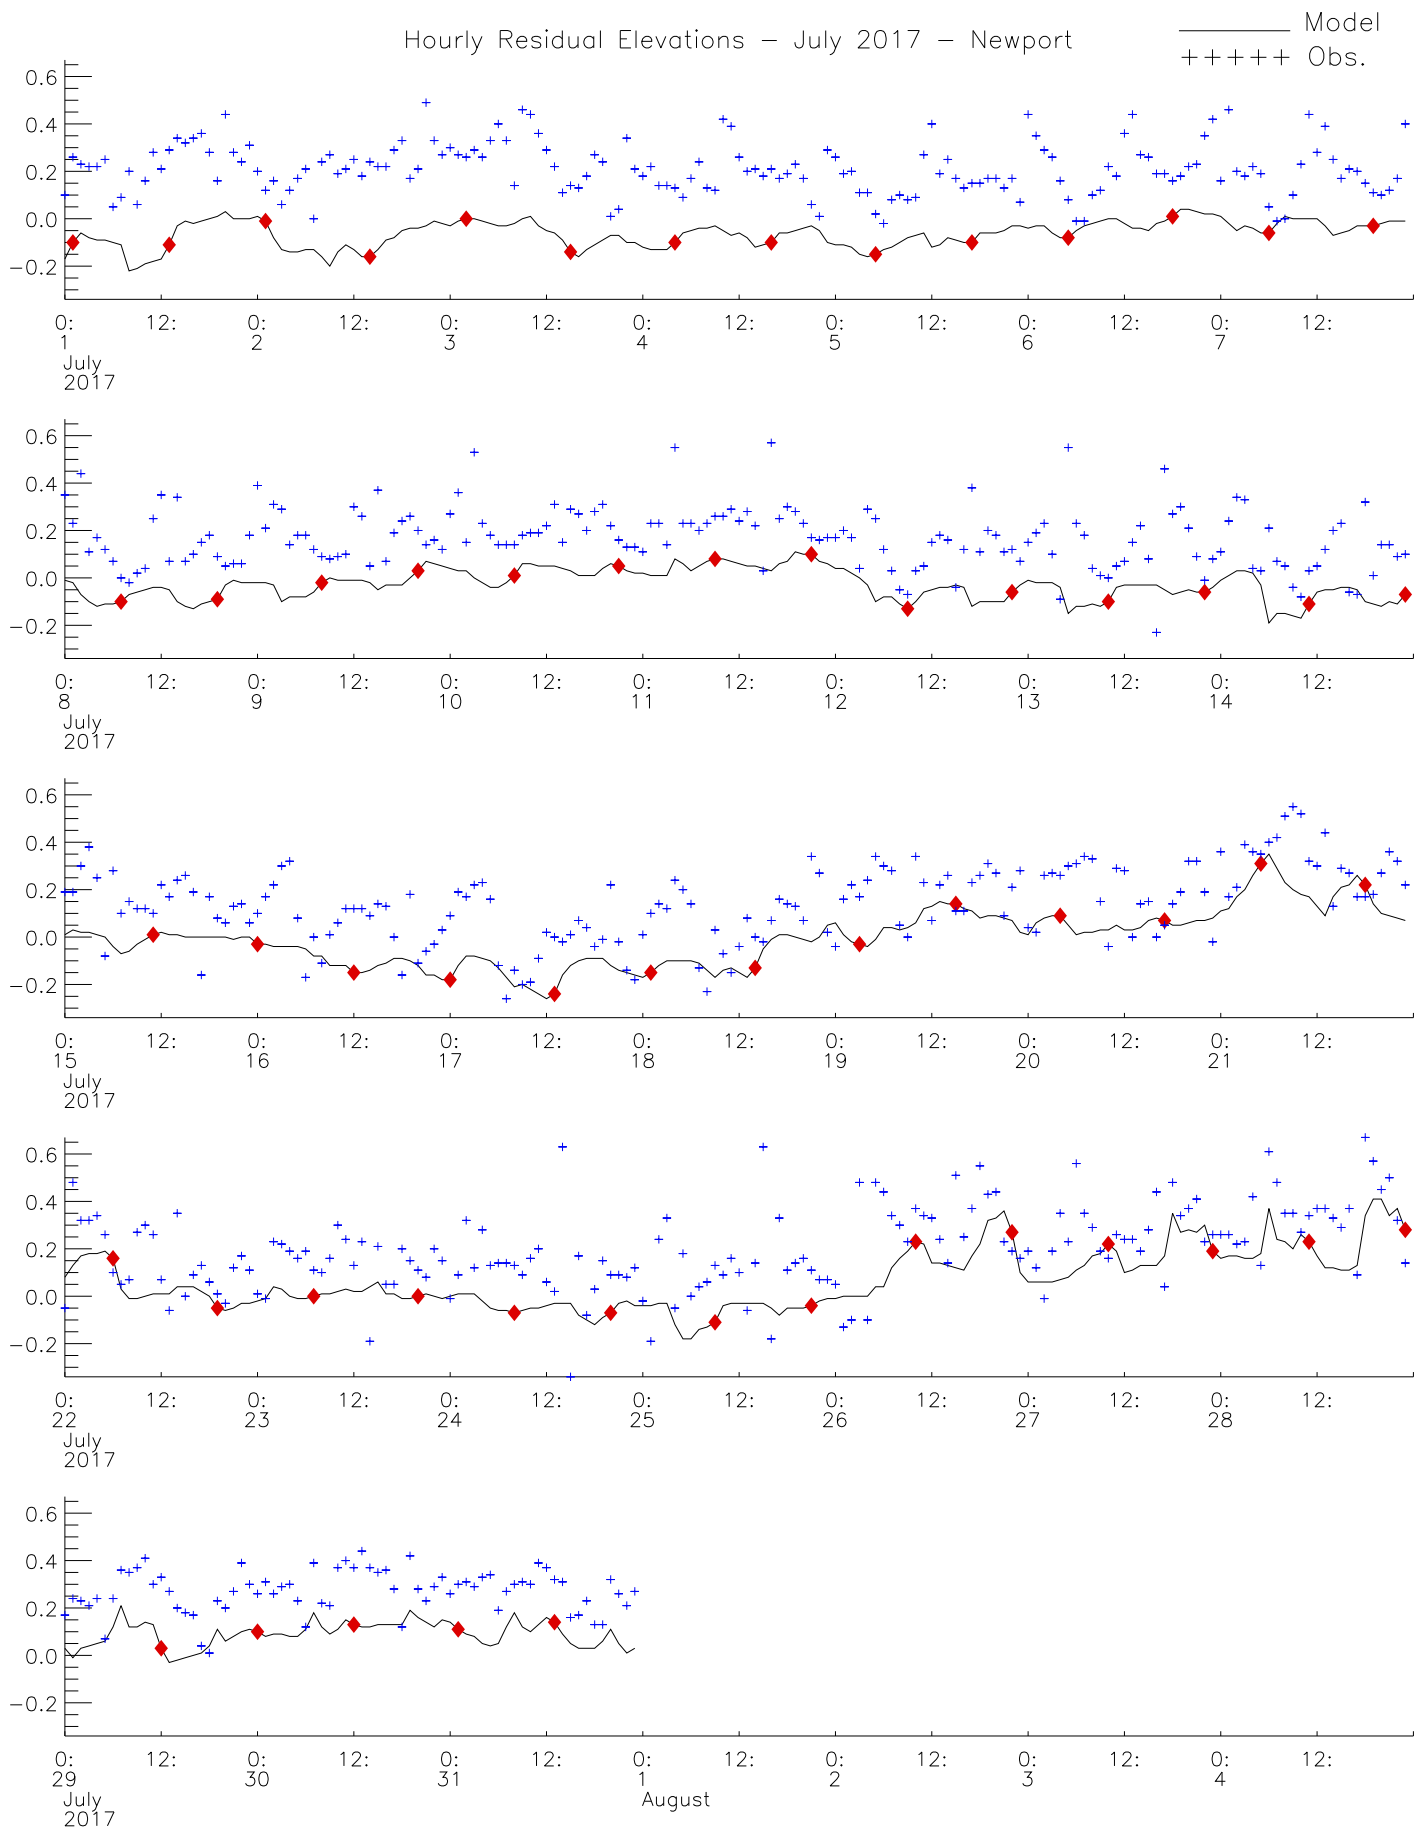 Hourly Residual Elevations − July 2017 − Newport
Model
+++++ Obs.
0.6
0.4
0.2
0.0
−0.2
0: 12: 0: 12: 0: 12: 0: 12: 0: 12: 0: 12: 0: 12:
1 2 3 4 5 6 7
July
2017
0.6
0.4
0.2
0.0
−0.2
0: 12: 0: 12: 0: 12: 0: 12: 0: 12: 0: 12: 0: 12:
8 9 10 11 12 13 14
July
2017
0.6
0.4
0.2
0.0
−0.2
0: 12: 0: 12: 0: 12: 0: 12: 0: 12: 0: 12: 0: 12:
15 16 17 18 19 20 21
July
2017
0.6
0.4
0.2
0.0
−0.2
0: 12: 0: 12: 0: 12: 0: 12: 0: 12: 0: 12: 0: 12:
22 23 24 25 26 27 28
July
2017
0.6
0.4
0.2
0.0
−0.2
0: 12: 0: 12: 0: 12: 0: 12: 0: 12: 0: 12: 0: 12:
29 30 31 1 2 3 4
July August
2017